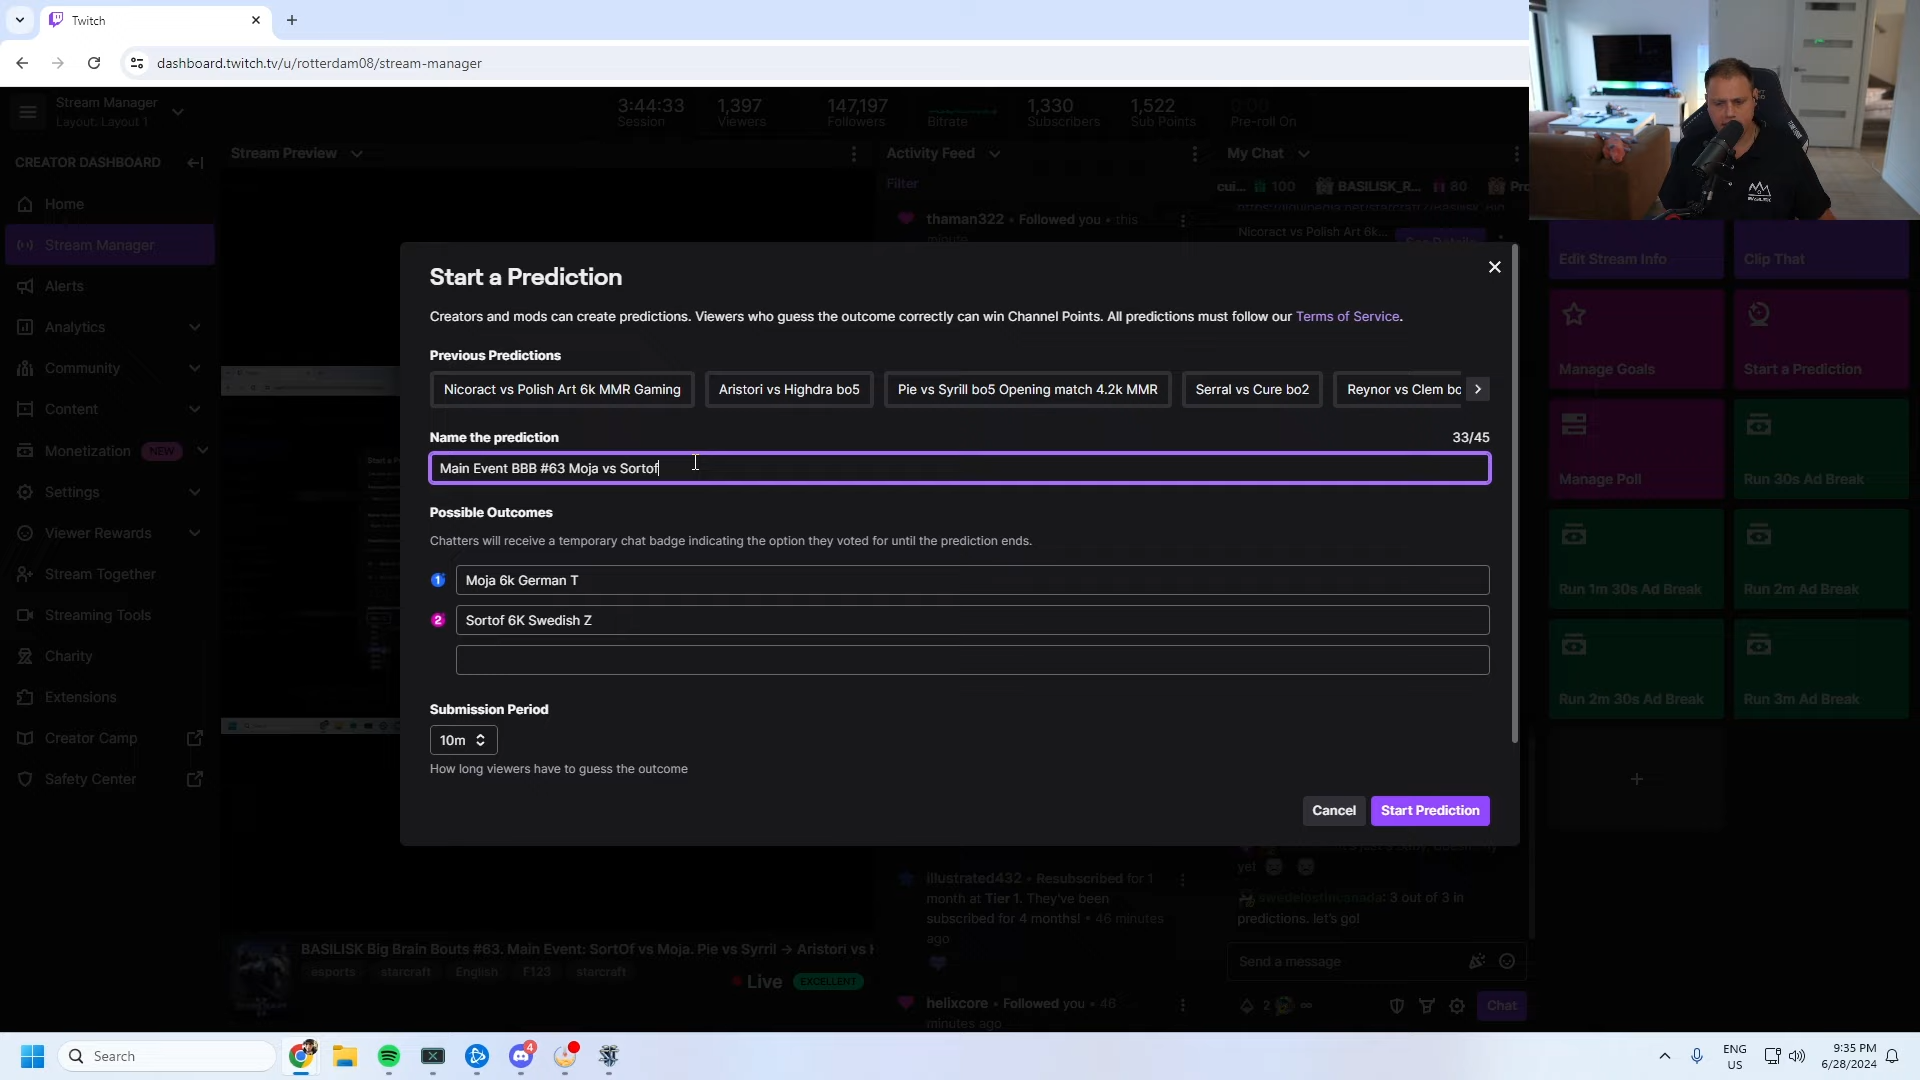 Twitch
dashboard.twitch.tv/u/rotterdam08/stream-manager
Stream Manager
Layout: Layout 1
3:44:33
Session
1,397
Viewers
147,197
Followers
Bitrate
1,330
Subscribers
1,522
Sub Points
0:00
Pre-roll On
CREATOR DASHBOARD
Home
Stream Manager
Alerts
Analytics
Community
Content
Monetization NEW
Settings
Viewer Rewards
Stream Together
Streaming Tools
Charity
Extensions
Creator Camp
Safety Center
Stream Preview
Activity Feed
Filter
thaman322 • Followed you • this
minute
My Chat
cui... 100 BASILISK_R... 80
Nicoract vs Polish Art 6k...
See Details
Start a Prediction
Creators and mods can create predictions. Viewers who guess the outcome correctly can win Channel Points. All predictions must follow our Terms of Service.
Previous Predictions
Nicoract vs Polish Art 6k MMR Gaming
Aristori vs Highdra bo5
Pie vs Syrill bo5 Opening match 4.2k MMR
Serral vs Cure bo2
Reynor vs Clem bo
Name the prediction
33/45
Main Event BBB #63 Moja vs Sortof
Possible Outcomes
Chatters will receive a temporary chat badge indicating the option they voted for until the prediction ends.
1 Moja 6k German T
2 Sortof 6K Swedish Z
Submission Period
10m
How long viewers have to guess the outcome
Cancel
Start Prediction
Edit Stream Info
Clip That
Manage Goals
Start a Prediction
Manage Poll
Run 30s Ad Break
Run 1m 30s Ad Break
Run 2m Ad Break
Run 2m 30s Ad Break
Run 3m Ad Break
BASILISK
illustrated432 • Resubscribed for 1
month at Tier 1. They've been
subscribed for 4 months! • 46 minutes
ago
helixcore • Followed you • 46
minutes ago
yet
swedelostincanada: 3 out of 3 in
predictions. let's go!
Send a message
2 ∞
Chat
BASILISK Big Brain Bouts #63. Main Event: SortOf vs Moja. Pie vs Syrril -> Aristori vs H
esports
starcraft
English
F123
starcraft
Live EXCELLENT
Search
4
ENG
US
9:35 PM
6/28/2024